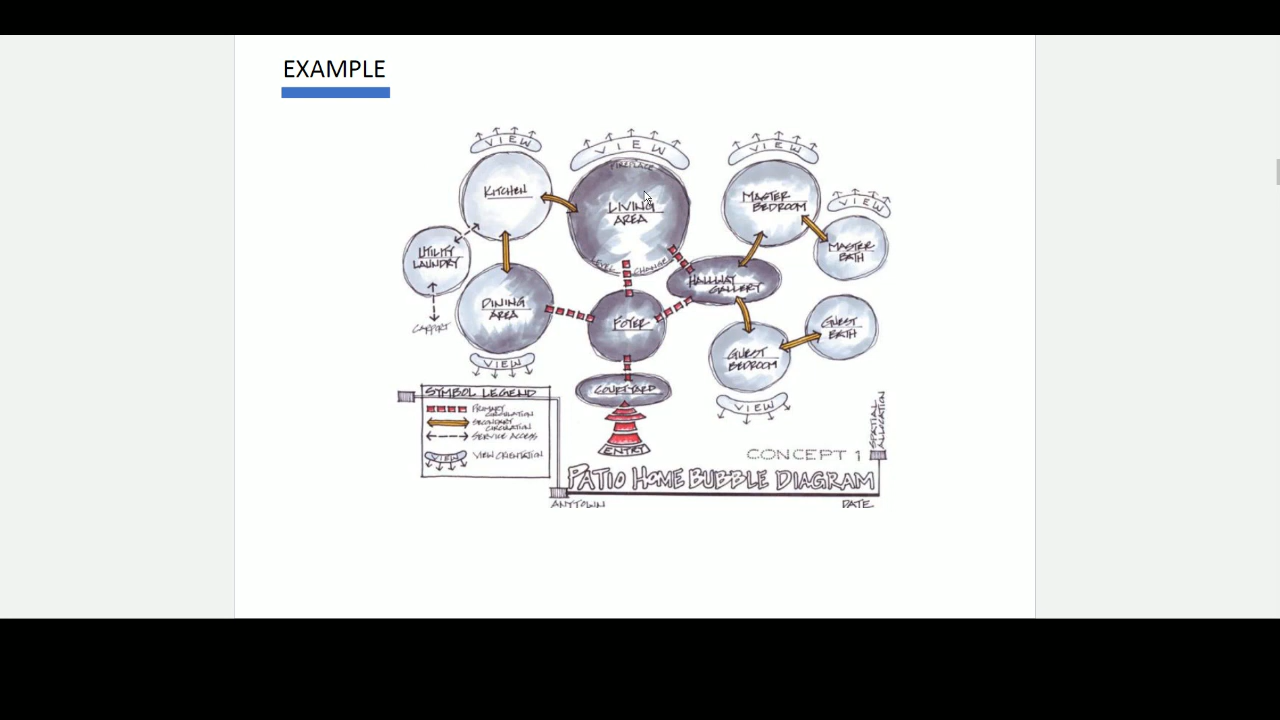 EXAMPLE
VIEW
VIEW
VIEW
FIREPLACE
KITCHEN
LIVING
AREA
MASTER
BEDROOM
VIEW
MASTER
BATH
UTILITY
LAUNDRY
LEVEL CHANGE
HALLWAY
GALLERY
DINING
AREA
FOYER
GUEST
BATH
CARPORT
GUEST
BEDROOM
VIEW
COURTYARD
VIEW
ENTRY
SYMBOL LEGEND
PRIMARY
CIRCULATION
SECONDARY
CIRCULATION
SERVICE ACCESS
VIEW
VIEW ORIENTATION
SPATIAL
ALLOCATION
CONCEPT 1
PATIO HOME BUBBLE DIAGRAM
ANYTOWN
DATE